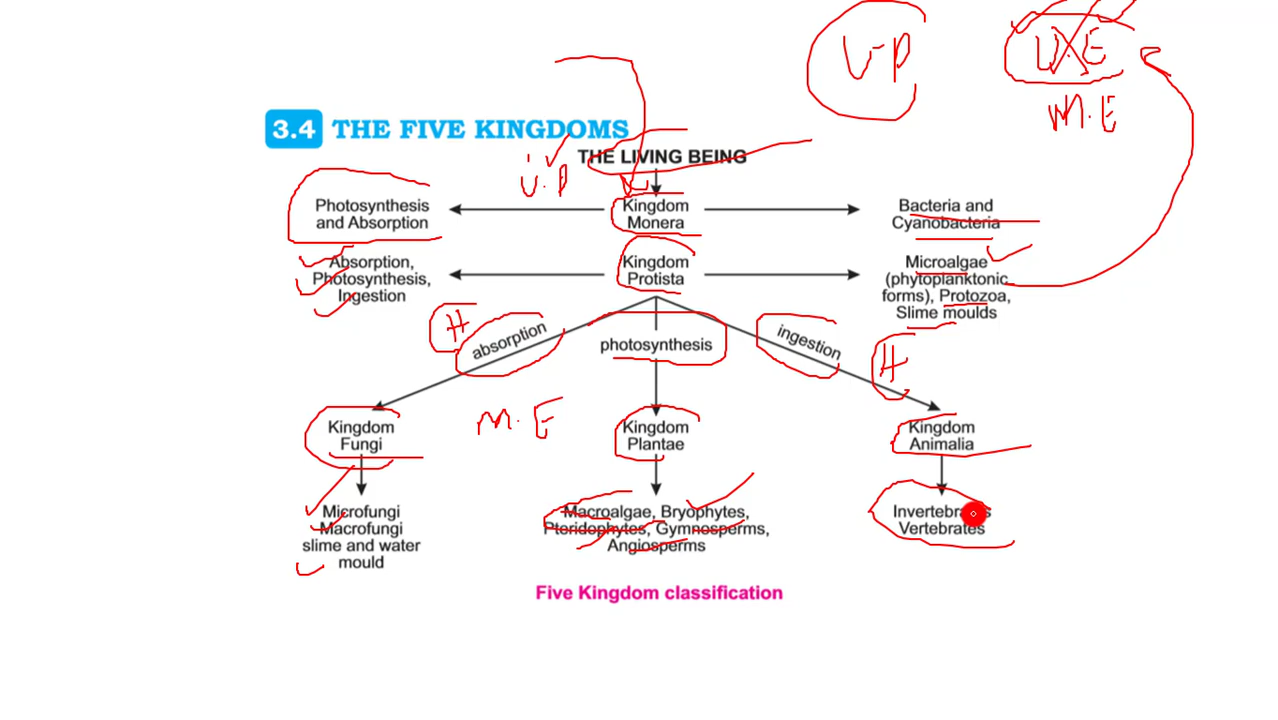 U-P
U.E
M.E
3.4 THE FIVE KINGDOMS
THE LIVING BEING
U.P
Photosynthesis
and Absorption
Kingdom
Monera
Bacteria and
Cyanobacteria
Absorption,
Photosynthesis,
Ingestion
Kingdom
Protista
Microalgae
(phytoplanktonic
forms), Protozoa,
Slime moulds
H
absorption
photosynthesis
ingestion
H
M.E
Kingdom
Fungi
Kingdom
Plantae
Kingdom
Animalia
Microfungi
Macrofungi
slime and water
mould
Macroalgae, Bryophytes,
Pteridophytes, Gymnosperms,
Angiosperms
Invertebrates
Vertebrates
Five Kingdom classification